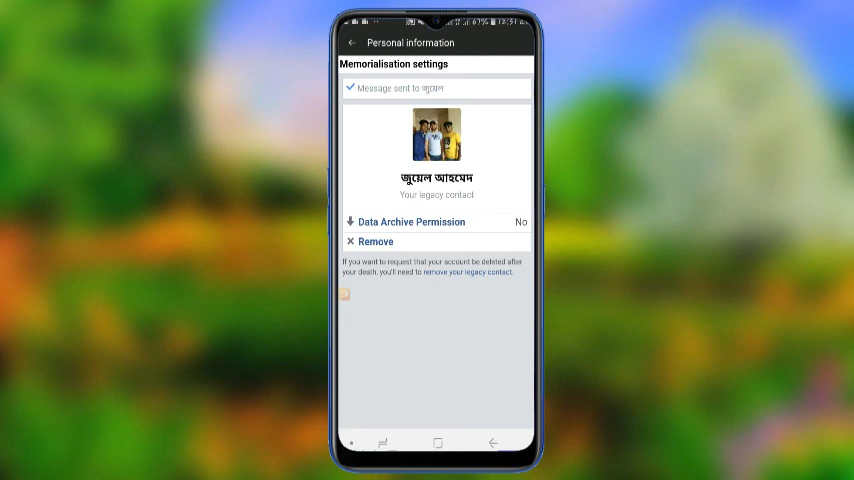 67%
Personal information
Memorialisation settings
Message sent to জুয়েল
জুয়েল আহমেদ
Your legacy contact
Data Archive Permission No
Remove
If you want to request that your account be deleted after
your death, you'll need to remove your legacy contact.